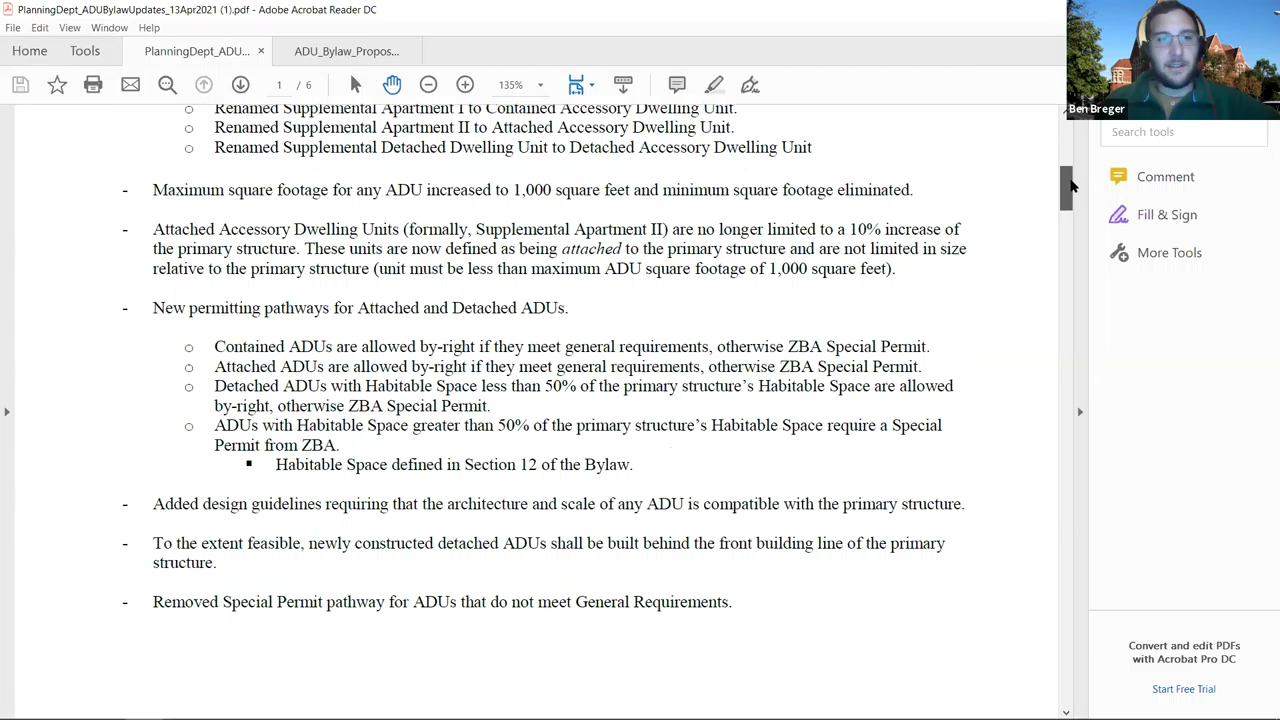 PlanningDept_ADUBylawUpdates_13Apr2021 (1).pdf - Adobe Acrobat Reader DC
File Edit View Window Help
Home Tools PlanningDept_ADU... × ADU_Bylaw_Propos...
1 / 6 135%
Ben Breger
Renamed Supplemental Apartment I to Contained Accessory Dwelling Unit.
Renamed Supplemental Apartment II to Attached Accessory Dwelling Unit.
Renamed Supplemental Detached Dwelling Unit to Detached Accessory Dwelling Unit
- Maximum square footage for any ADU increased to 1,000 square feet and minimum square footage eliminated.
- Attached Accessory Dwelling Units (formally, Supplemental Apartment II) are no longer limited to a 10% increase of
the primary structure. These units are now defined as being attached to the primary structure and are not limited in size
relative to the primary structure (unit must be less than maximum ADU square footage of 1,000 square feet).
- New permitting pathways for Attached and Detached ADUs.
Contained ADUs are allowed by-right if they meet general requirements, otherwise ZBA Special Permit.
Attached ADUs are allowed by-right if they meet general requirements, otherwise ZBA Special Permit.
Detached ADUs with Habitable Space less than 50% of the primary structure's Habitable Space are allowed
by-right, otherwise ZBA Special Permit.
ADUs with Habitable Space greater than 50% of the primary structure's Habitable Space require a Special
Permit from ZBA.
Habitable Space defined in Section 12 of the Bylaw.
- Added design guidelines requiring that the architecture and scale of any ADU is compatible with the primary structure.
- To the extent feasible, newly constructed detached ADUs shall be built behind the front building line of the primary
structure.
- Removed Special Permit pathway for ADUs that do not meet General Requirements.
Search tools
Comment
Fill & Sign
More Tools
Convert and edit PDFs
with Acrobat Pro DC
Start Free Trial